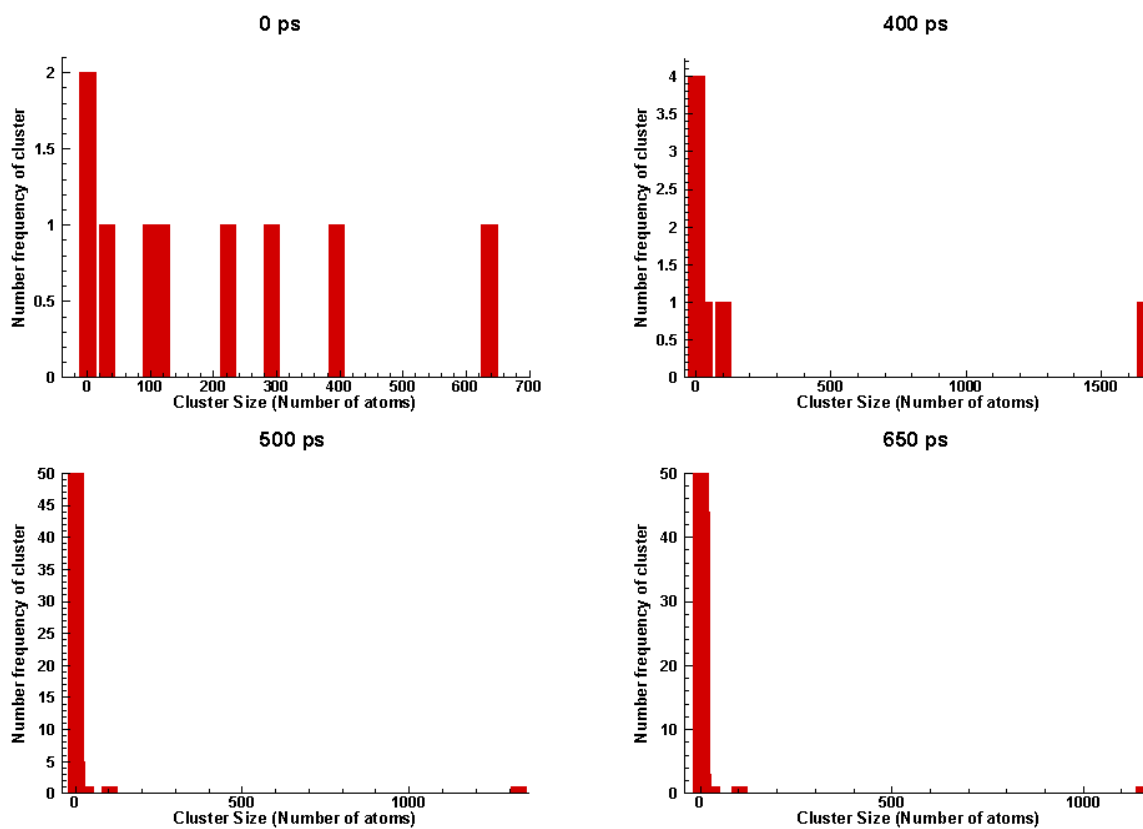 0 ps
Number frequency of cluster
2
1.5
1
0.5
0
0 100 200 300 400 500 600 700
Cluster Size (Number of atoms)
400 ps
Number frequency of cluster
4
3.5
3
2.5
2
1.5
1
0.5
0
0 500 1000 1500
Cluster Size (Number of atoms)
500 ps
Number frequency of cluster
50
45
40
35
30
25
20
15
10
5
0
0 500 1000
Cluster Size (Number of atoms)
650 ps
Number frequency of cluster
50
40
30
20
10
0
0 500 1000
Cluster Size (Number of atoms)